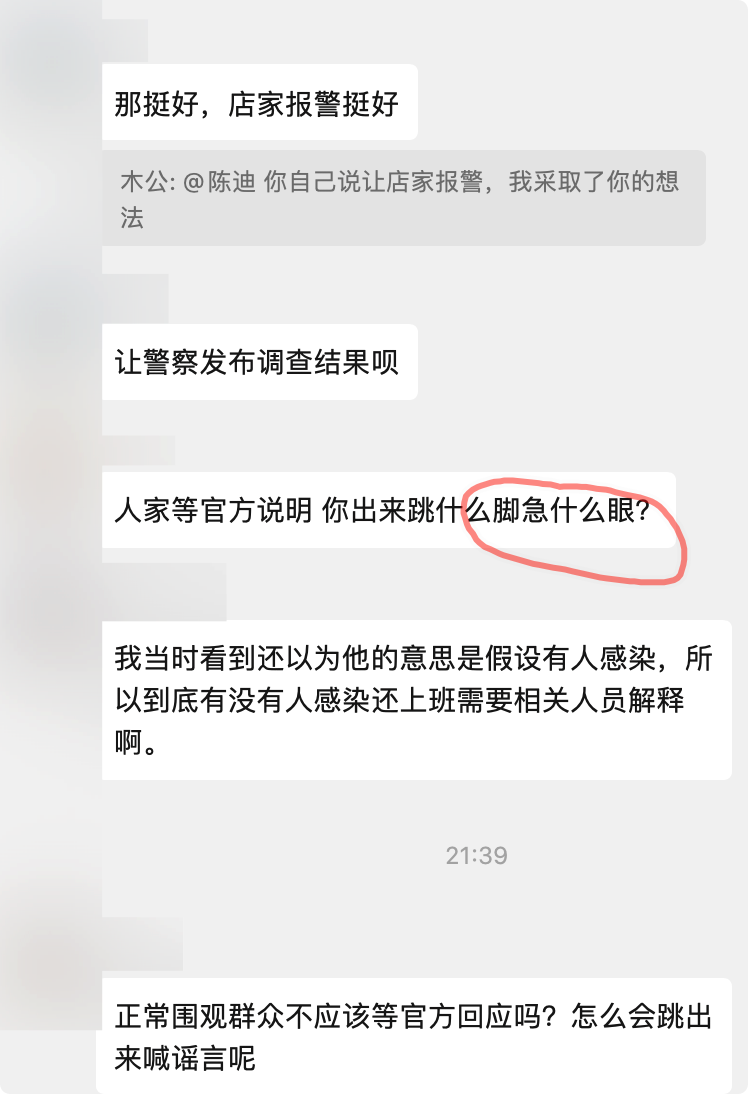 那挺好，店家报警挺好
木公: @陈迪 你自己说让店家报警，我采取了你的想
法
让警察发布调查结果呗
人家等官方说明 你出来跳什么脚急什么眼？
我当时看到还以为他的意思是假设有人感染，所
以到底有没有人感染还上班需要相关人员解释
啊。
21:39
正常围观群众不应该等官方回应吗？怎么会跳出
来喊谣言呢